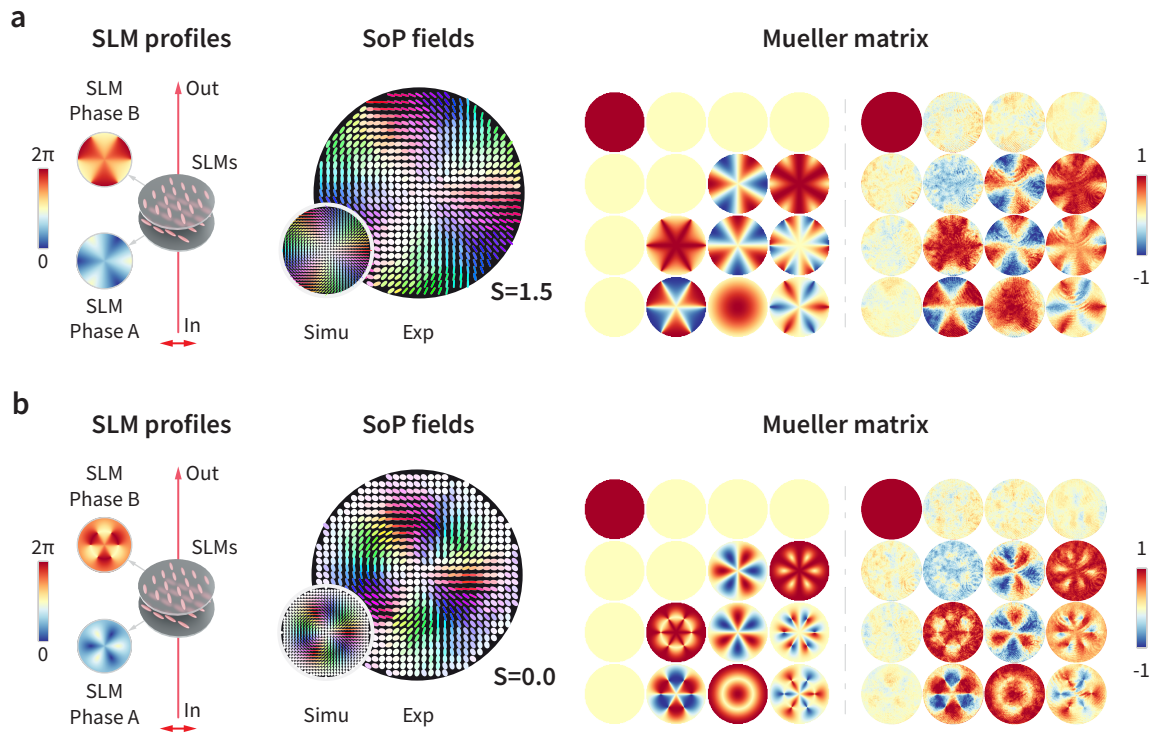 a
SLM profiles
SoP fields
Mueller matrix
SLM
Phase B
Out
SLMs
2π
0
SLM
Phase A
In
Simu
Exp
S=1.5
1
-1
b
SLM profiles
SoP fields
Mueller matrix
SLM
Phase B
Out
SLMs
2π
0
SLM
Phase A
In
Simu
Exp
S=0.0
1
-1